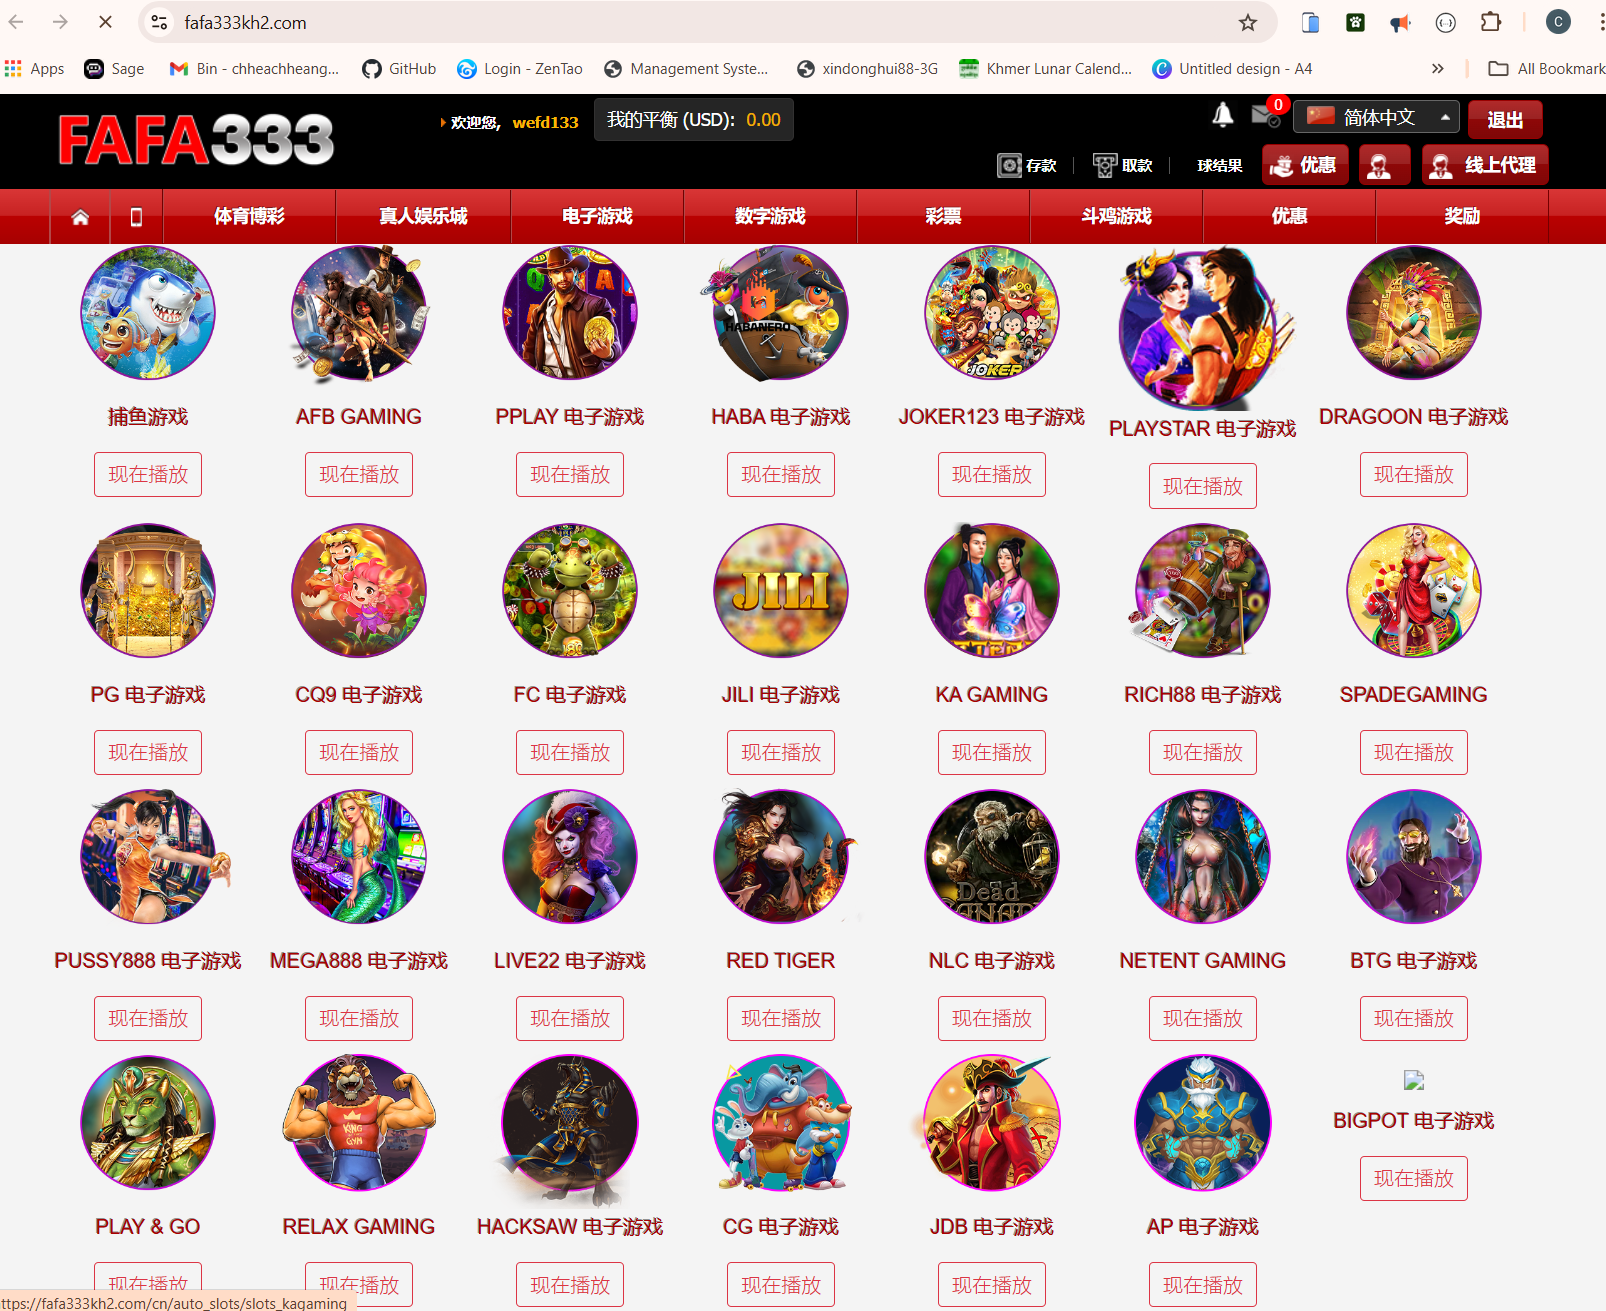 fafa333kh2.com
Apps
Sage
Bin - chheachheang...
GitHub
Login - ZenTao
Management Syste...
xindonghui88-3G
Khmer Lunar Calend...
Untitled design - A4
All Bookmark
C
FAFA333
欢迎您， wefd133
我的平衡 (USD): 0.00
0
简体中文
退出
存款
取款
球结果
优惠
线上代理
体育博彩
真人娱乐城
电子游戏
数字游戏
彩票
斗鸡游戏
优惠
奖励
HABANERO
JOKER
捕鱼游戏
AFB GAMING
PPLAY 电子游戏
HABA 电子游戏
JOKER123 电子游戏
PLAYSTAR 电子游戏
DRAGOON 电子游戏
现在播放
现在播放
现在播放
现在播放
现在播放
现在播放
现在播放
JILI
PG 电子游戏
CQ9 电子游戏
FC 电子游戏
JILI 电子游戏
KA GAMING
RICH88 电子游戏
SPADEGAMING
现在播放
现在播放
现在播放
现在播放
现在播放
现在播放
现在播放
Dead
PUSSY888 电子游戏
MEGA888 电子游戏
LIVE22 电子游戏
RED TIGER
NLC 电子游戏
NETENT GAMING
BTG 电子游戏
现在播放
现在播放
现在播放
现在播放
现在播放
现在播放
现在播放
KING
GYM
BIGPOT 电子游戏
现在播放
PLAY & GO
RELAX GAMING
HACKSAW 电子游戏
CG 电子游戏
JDB 电子游戏
AP 电子游戏
现在播放
现在播放
现在播放
现在播放
现在播放
现在播放
ttps://fafa333kh2.com/cn/auto_slots/slots_kagaming